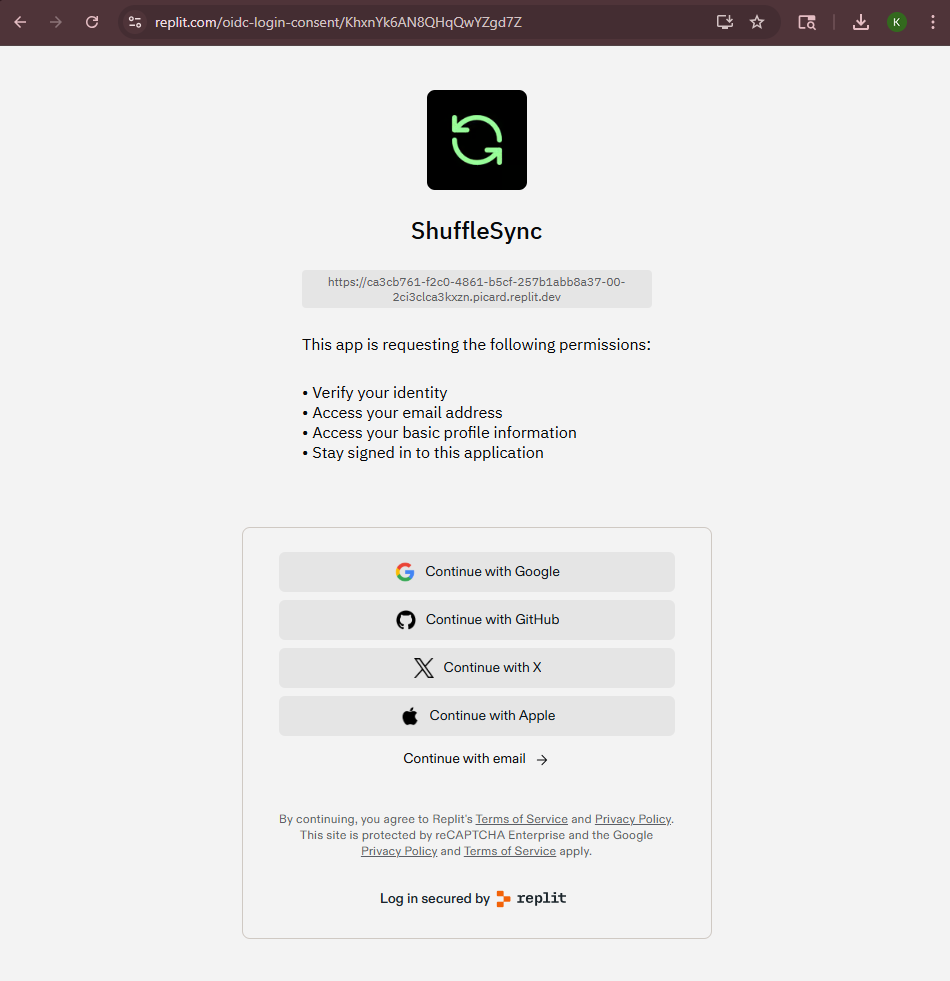 replit.com/oidc-login-consent/KhxnYk6AN8QHqQwYZgd7Z
K
ShuffleSync
https://ca3cb761-f2c0-4861-b5cf-257b1abb8a37-00-
2ci3clca3kxzn.picard.replit.dev
This app is requesting the following permissions:
• Verify your identity
• Access your email address
• Access your basic profile information
• Stay signed in to this application
Continue with Google
Continue with GitHub
Continue with X
Continue with Apple
Continue with email →
By continuing, you agree to Replit's Terms of Service and Privacy Policy.
This site is protected by reCAPTCHA Enterprise and the Google
Privacy Policy and Terms of Service apply.
Log in secured by replit